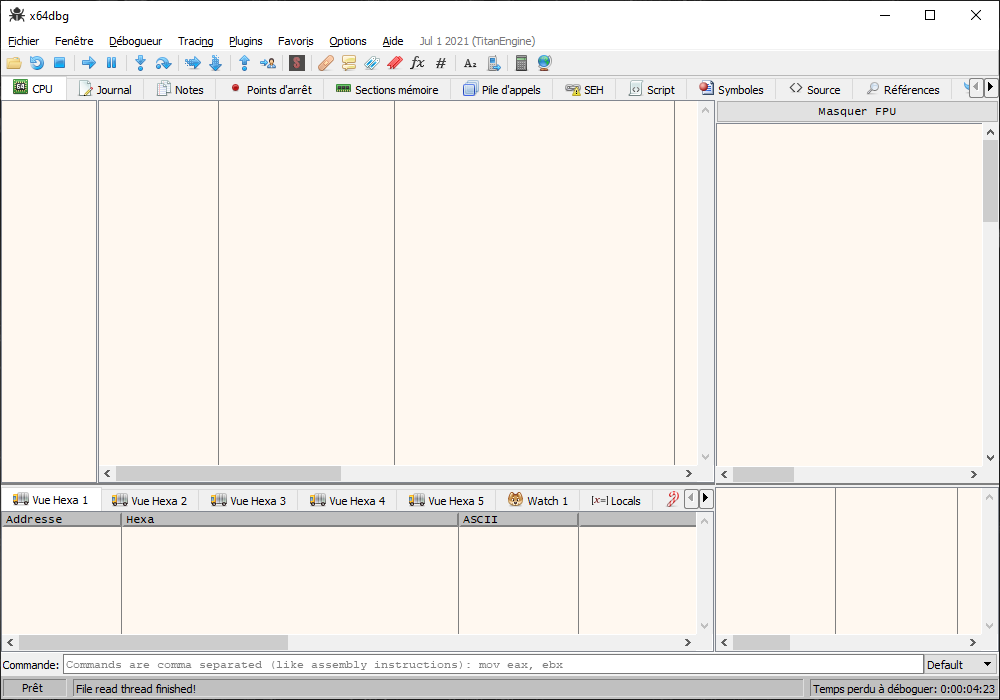 x64dbg
Fichier Fenêtre Débogueur Tracing Plugins Favoris Options Aide Jul 1 2021 (TitanEngine)
CPU Journal Notes Points d'arrêt Sections mémoire Pile d'appels SEH Script Symboles Source Références
Masquer FPU
Vue Hexa 1 Vue Hexa 2 Vue Hexa 3 Vue Hexa 4 Vue Hexa 5 Watch 1 [x=] Locals
Addresse Hexa ASCII
Commande: Commands are comma separated (like assembly instructions): mov eax, ebx Default
Prêt File read thread finished! Temps perdu à déboguer: 0:00:04:23